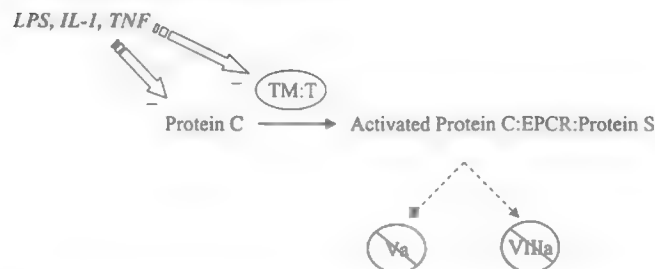 LPS, IL-1, TNF
–
–
TM:T
Protein C
Activated Protein C:EPCR:Protein S
Va
VIIIa